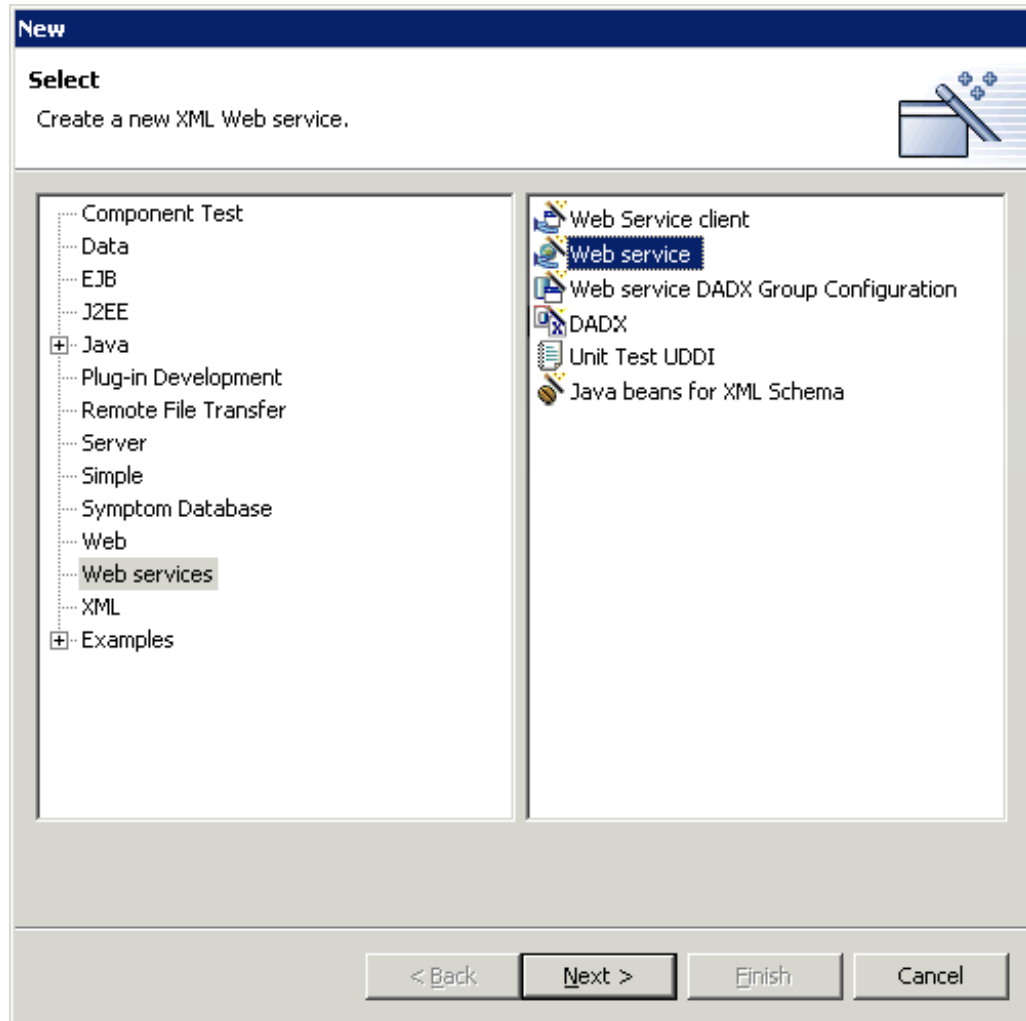 New
Select
Create a new XML Web service.
Component Test
Data
EJB
J2EE
Java
Plug-in Development
Remote File Transfer
Server
Simple
Symptom Database
Web
Web services
XML
Examples
Web Service client
Web service
Web service DADX Group Configuration
DADX
Unit Test UDDI
Java beans for XML Schema
< Back
Next >
Finish
Cancel